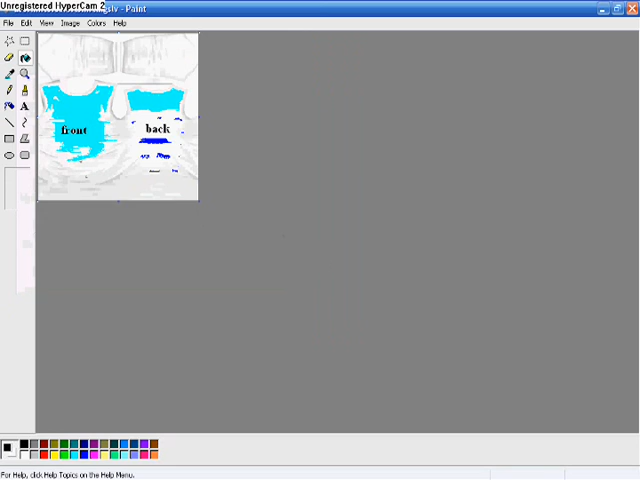 Unregistered HyperCam 2
gslv - Paint
File Edit View Image Colors Help
A
front
back
For Help, click Help Topics on the Help Menu.